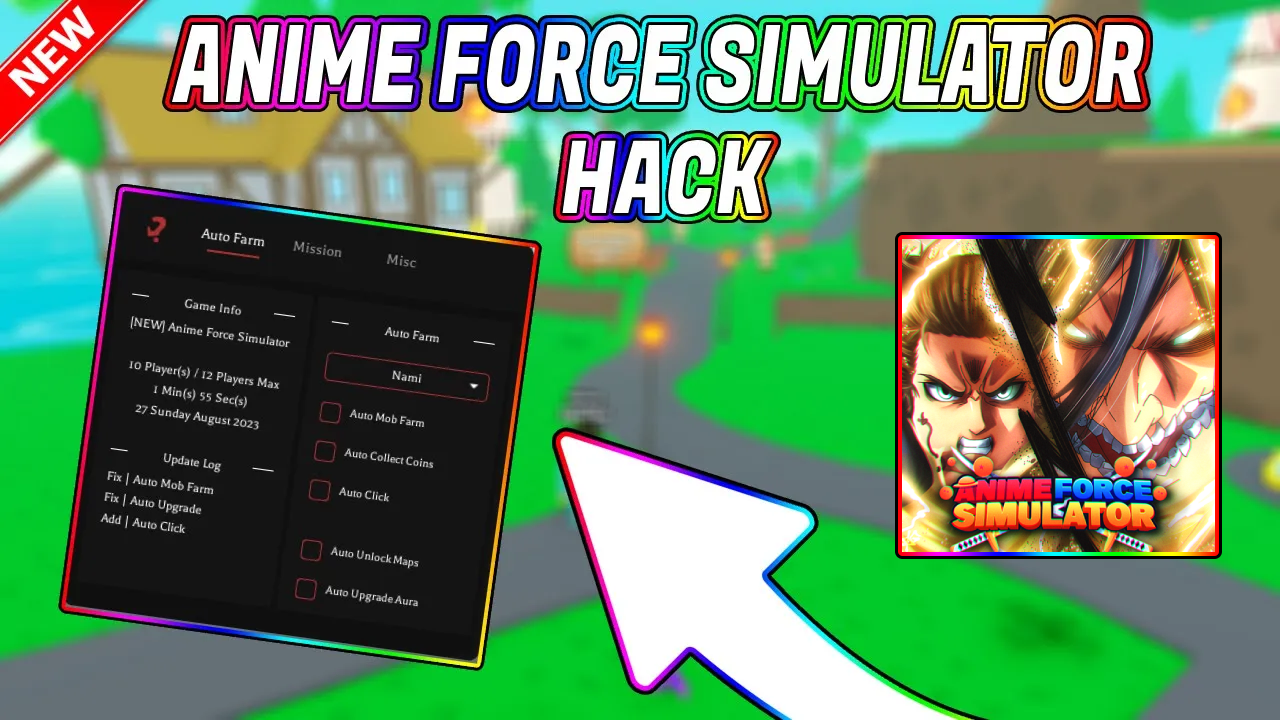 NEW
ANIME FORCE SIMULATOR
HACK
Auto Farm
Mission
Misc
Game Info
[NEW] Anime Force Simulator
10 Player(s) / 12 Players Max
1 Min(s) 55 Sec(s)
27 Sunday August 2023
Update Log
Fix | Auto Mob Farm
Fix | Auto Upgrade
Add | Auto Click
Auto Farm
Nami
Auto Mob Farm
Auto Collect Coins
Auto Click
Auto Unlock Maps
Auto Upgrade Aura
ANIME FORCE
SIMULATOR